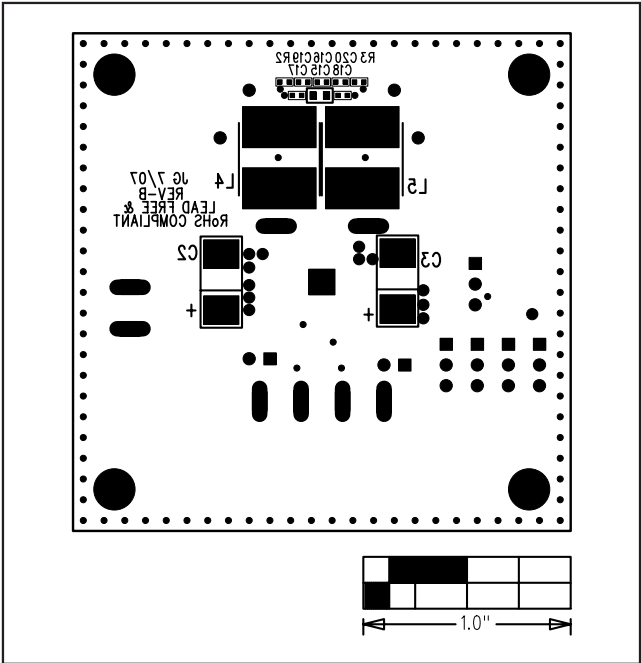 R3 C20 C16 C19 R2
C18 C15 C17
L4
L5
JG 7/07
REV-B
LEAD FREE &
RoHS COMPLIANT
C2
C3
+
+
1.0"